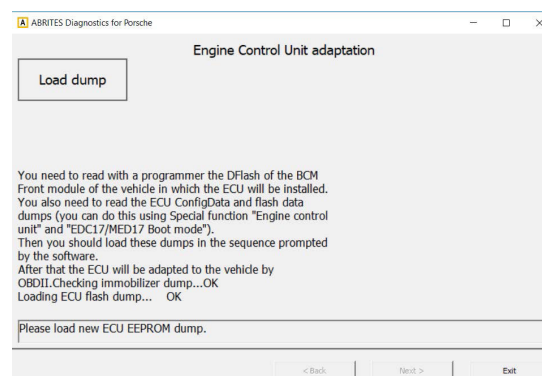 A ABRITES Diagnostics for Porsche
Engine Control Unit adaptation
Load dump
You need to read with a programmer the DFlash of the BCM
Front module of the vehicle in which the ECU will be installed.
You also need to read the ECU ConfigData and flash data
dumps (you can do this using Special function "Engine control
unit" and "EDC17/MED17 Boot mode").
Then you should load these dumps in the sequence prompted
by the software.
After that the ECU will be adapted to the vehicle by
OBDII.Checking immobilizer dump...OK
Loading ECU flash dump... OK
Please load new ECU EEPROM dump.
< Back Next > Exit